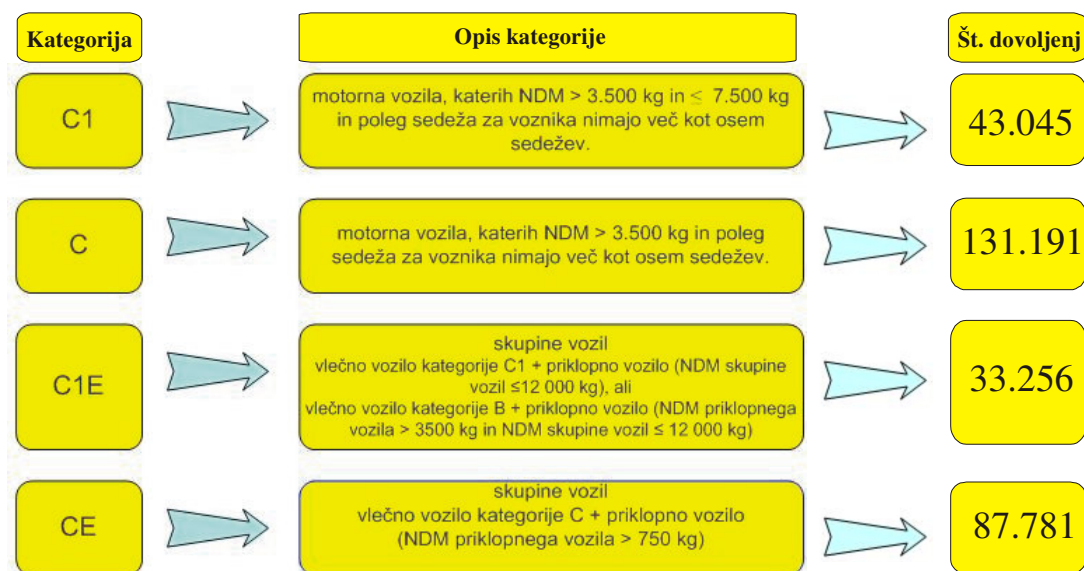 Kategorija
Opis kategorije
Št. dovoljenj
C1
motorna vozila, katerih NDM > 3.500 kg in ≤ 7.500 kg
in poleg sedeža za voznika nimajo več kot osem
sedežev.
43.045
C
motorna vozila, katerih NDM > 3.500 kg in poleg
sedeža za voznika nimajo več kot osem sedežev.
131.191
C1E
skupine vozil
vlečno vozilo kategorije C1 + priklopno vozilo (NDM skupine
vozil ≤12 000 kg), ali
vlečno vozilo kategorije B + priklopno vozilo (NDM priklopnega
vozila > 3500 kg in NDM skupine vozil ≤ 12 000 kg)
33.256
CE
skupine vozil
vlečno vozilo kategorije C + priklopno vozilo
(NDM priklopnega vozila > 750 kg)
87.781